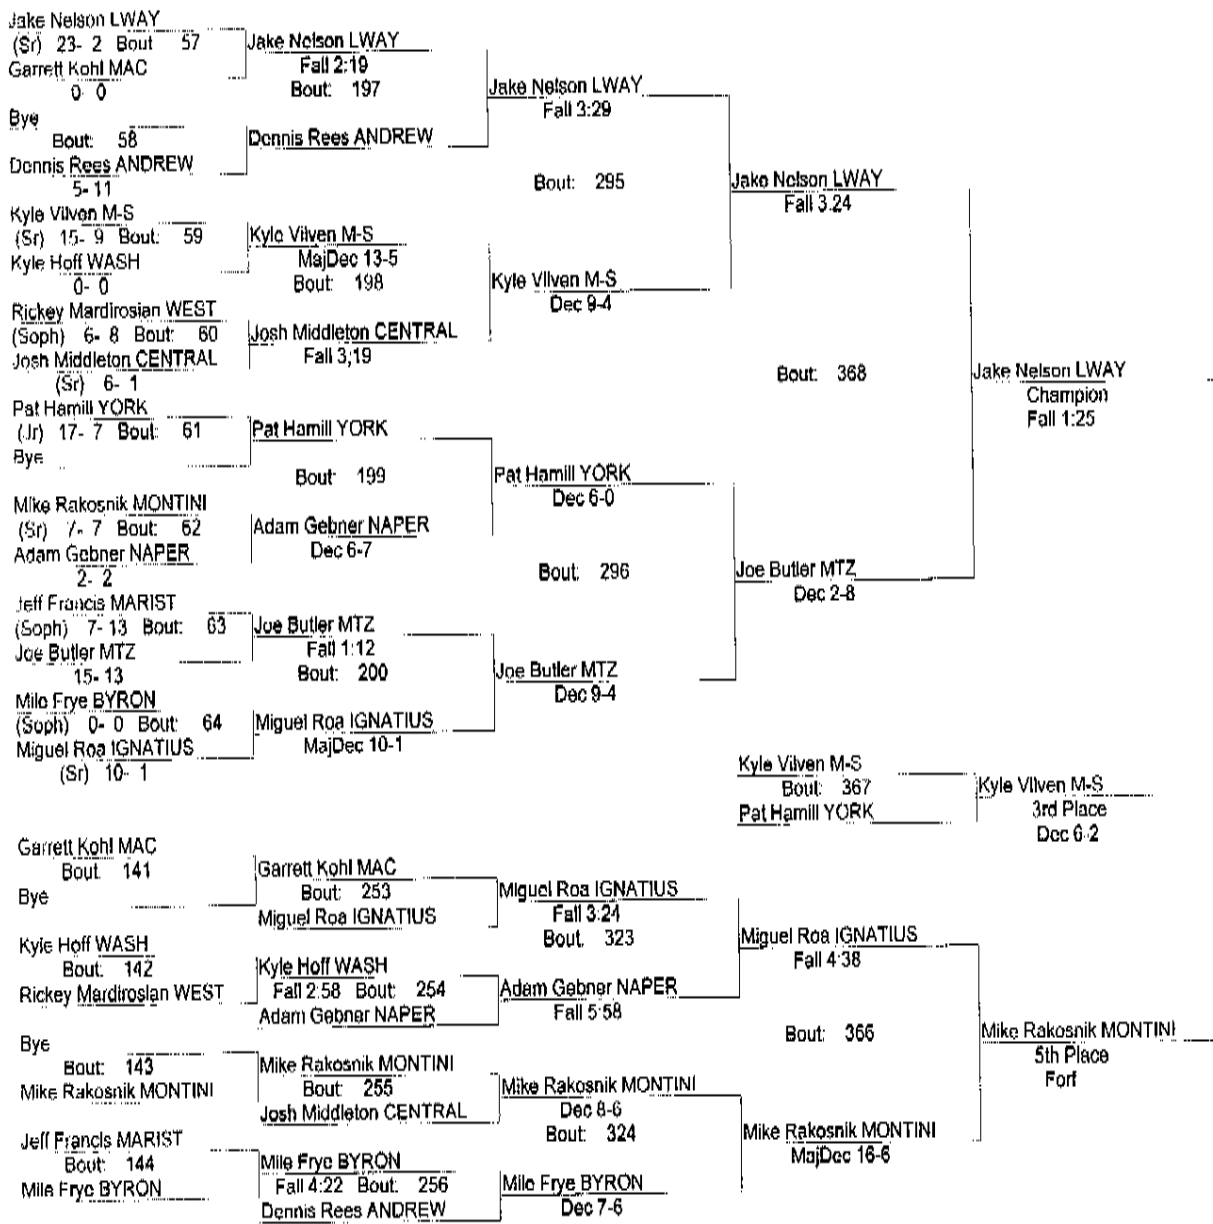 Jake Nelson LWAY
(Sr) 23- 2 Bout 57
Garrett Kohl MAC
0- 0
Bye
Bout: 58
Dennis Rees ANDREW
5- 11
Kyle Vilven M-S
(Sr) 15- 9 Bout: 59
Kyle Hoff WASH
0- 0
Rickey Mardirosian WEST
(Soph) 6- 8 Bout: 60
Josh Middleton CENTRAL
(Sr) 6- 1
Pat Hamill YORK
(Jr) 17- 7 Bout: 61
Bye
Mike Rakosnik MONTINI
(Sr) 7- 7 Bout: 62
Adam Gebner NAPER
2- 2
Jeff Francis MARIST
(Soph) 7- 13 Bout: 63
Joe Butler MTZ
15- 13
Mile Frye BYRON
(Soph) 0- 0 Bout: 64
Miguel Roa IGNATIUS
(Sr) 10- 1
Jake Nelson LWAY
Fall 2:19
Bout: 197
Dennis Rees ANDREW
Kyle Vilven M-S
MajDec 13-5
Bout: 198
Josh Middleton CENTRAL
Fall 3;19
Pat Hamill YORK
Bout: 199
Adam Gebner NAPER
Dec 6-7
Joe Butler MTZ
Fall 1:12
Bout: 200
Miguel Roa IGNATIUS
MajDec 10-1
Jake Nelson LWAY
Fall 3:29
Bout: 295
Kyle Vilven M-S
Dec 9-4
Pat Hamill YORK
Dec 6-0
Bout: 296
Joe Butler MTZ
Dec 9-4
Jake Nelson LWAY
Fall 3.24
Bout: 368
Joe Butler MTZ
Dec 2-8
Jake Nelson LWAY
Champion
Fall 1:25
Kyle Vilven M-S
Bout: 367
Pat Hamill YORK
Kyle Vilven M-S
3rd Place
Dec 6-2
Garrett Kohl MAC
Bout: 141
Bye
Kyle Hoff WASH
Bout: 142
Rickey Mardirosian WEST
Bye
Bout: 143
Mike Rakosnik MONTINI
Jeff Francis MARIST
Bout: 144
Mile Frye BYRON
Garrett Kohl MAC
Bout: 253
Miguel Roa IGNATIUS
Kyle Hoff WASH
Fall 2:58 Bout: 254
Adam Gebner NAPER
Mike Rakosnik MONTINI
Bout: 255
Josh Middleton CENTRAL
Mile Frye BYRON
Fall 4:22 Bout: 256
Dennis Rees ANDREW
Miguel Roa IGNATIUS
Fall 3:24
Bout. 323
Adam Gebner NAPER
Fall 5:58
Mike Rakosnik MONTINI
Dec 8-6
Bout: 324
Mile Frye BYRON
Dec 7-6
Miguel Roa IGNATIUS
Fall 4:38
Bout: 366
Mike Rakosnik MONTINI
MajDec 16-6
Mike Rakosnik MONTINI
5th Place
Forf